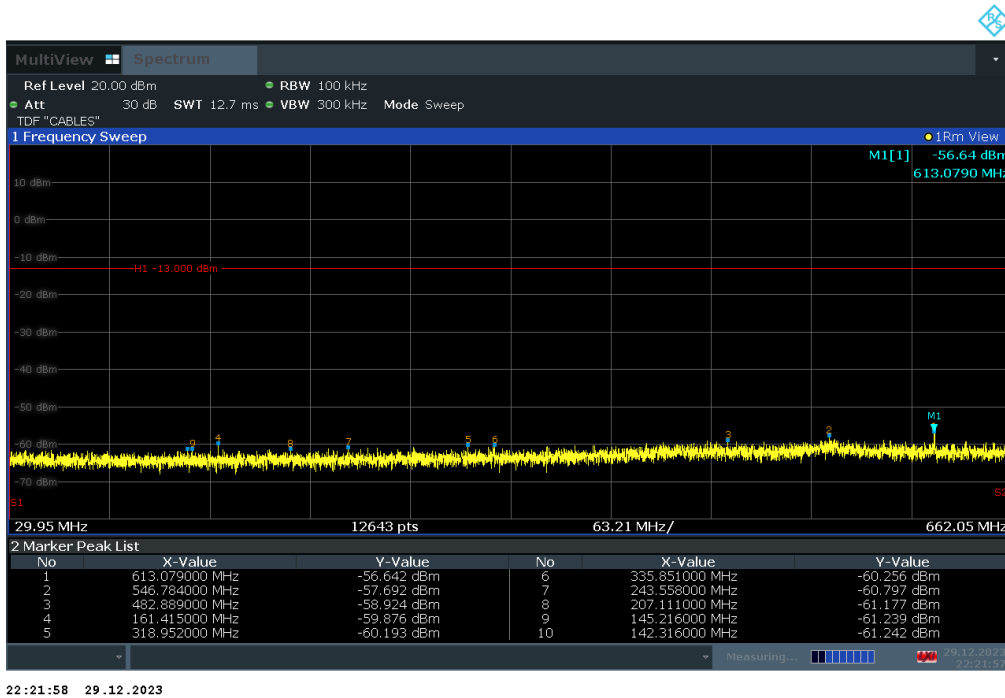 R S
MultiView Spectrum
Ref Level 20.00 dBm RBW 100 kHz
Att 30 dB SWT 12.7 ms VBW 300 kHz Mode Sweep
TDF "CABLES"
1 Frequency Sweep 1Rm View
M1[1] -56.64 dBm
613.0790 MHz
10 dBm
0 dBm
-10 dBm
H1 -13.000 dBm
-20 dBm
-30 dBm
-40 dBm
-50 dBm
M1
-60 dBm 9 4 8 7 5 6 3 2
-70 dBm
S1 S2
29.95 MHz 12643 pts 63.21 MHz/ 662.05 MHz
2 Marker Peak List
No X-Value Y-Value No X-Value Y-Value
1 613.079000 MHz -56.642 dBm 6 335.851000 MHz -60.256 dBm
2 546.784000 MHz -57.692 dBm 7 243.558000 MHz -60.797 dBm
3 482.889000 MHz -58.924 dBm 8 207.111000 MHz -61.177 dBm
4 161.415000 MHz -59.876 dBm 9 145.216000 MHz -61.239 dBm
5 318.952000 MHz -60.193 dBm 10 142.316000 MHz -61.242 dBm
Measuring... 29.12.2023
22:21:57
22:21:58 29.12.2023